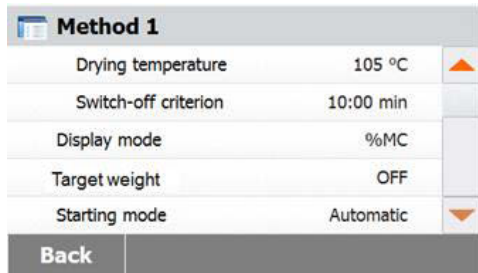 Method 1
Drying temperature 105 ºC
Switch-off criterion 10:00 min
Display mode %MC
Target weight OFF
Starting mode Automatic
Back